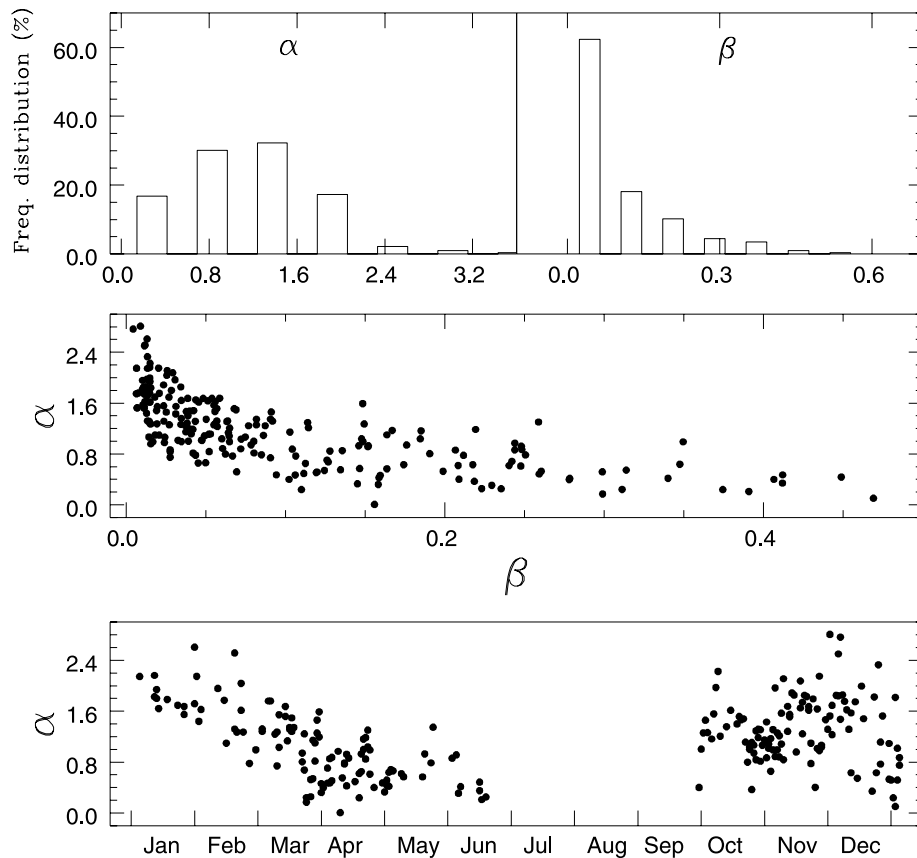 Freq. distribution (%)
60.0
40.0
20.0
0.0
α
β
0.0 0.8 1.6 2.4 3.2 0.0 0.3 0.6
α
2.4
1.6
0.8
0.0
0.0 0.2 0.4
β
α
2.4
1.6
0.8
0.0
Jan Feb Mar Apr May Jun Jul Aug Sep Oct Nov Dec